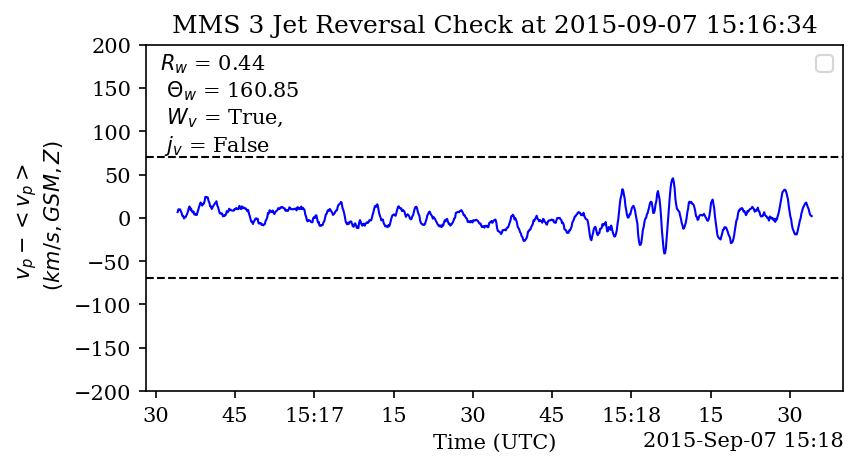 MMS 3 Jet Reversal Check at 2015-09-07 15:16:34
200
150
100
50
0
−50
−100
−150
−200
v_p − < v_p >
(km/s, GSM, Z)
R_w = 0.44
Θ_w = 160.85
W_v = True,
j_v = False
30 45 15:17 15 30 45 15:18 15 30
Time (UTC)
2015-Sep-07 15:18